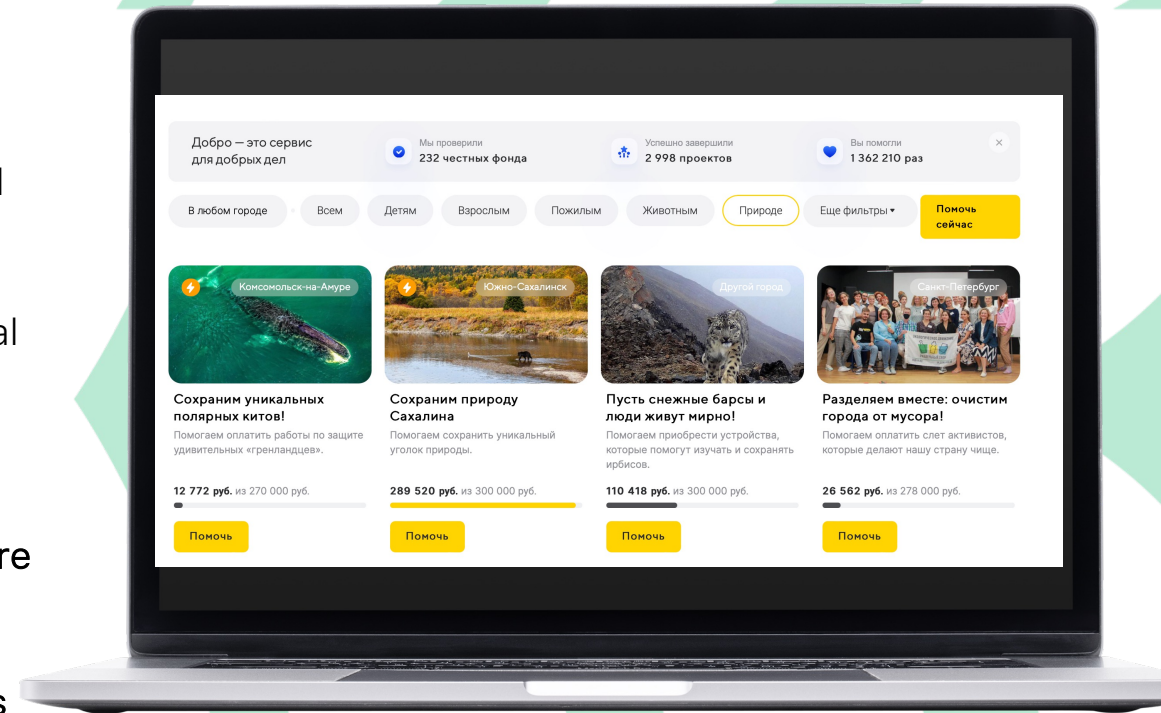 al
re
s
Добро — это сервис
для добрых дел
Мы проверили
232 честных фонда
Успешно завершили
2 998 проектов
Вы помогли
1 362 210 раз
В любом городе
Всем
Детям
Взрослым
Пожилым
Животным
Природе
Еще фильтры
Помочь
сейчас
Комсомольск-на-Амуре
Сохраним уникальных
полярных китов!
Помогаем оплатить работы по защите
удивительных «гренландцев».
12 772 руб. из 270 000 руб.
Помочь
Южно-Сахалинск
Сохраним природу
Сахалина
Помогаем сохранить уникальный
уголок природы.
289 520 руб. из 300 000 руб.
Помочь
Другой город
Пусть снежные барсы и
люди живут мирно!
Помогаем приобрести устройства,
которые помогут изучать и сохранять
ирбисов.
110 418 руб. из 300 000 руб.
Помочь
Санкт-Петербург
Разделяем вместе: очистим
города от мусора!
Помогаем оплатить слет активистов,
которые делают нашу страну чище.
26 562 руб. из 278 000 руб.
Помочь